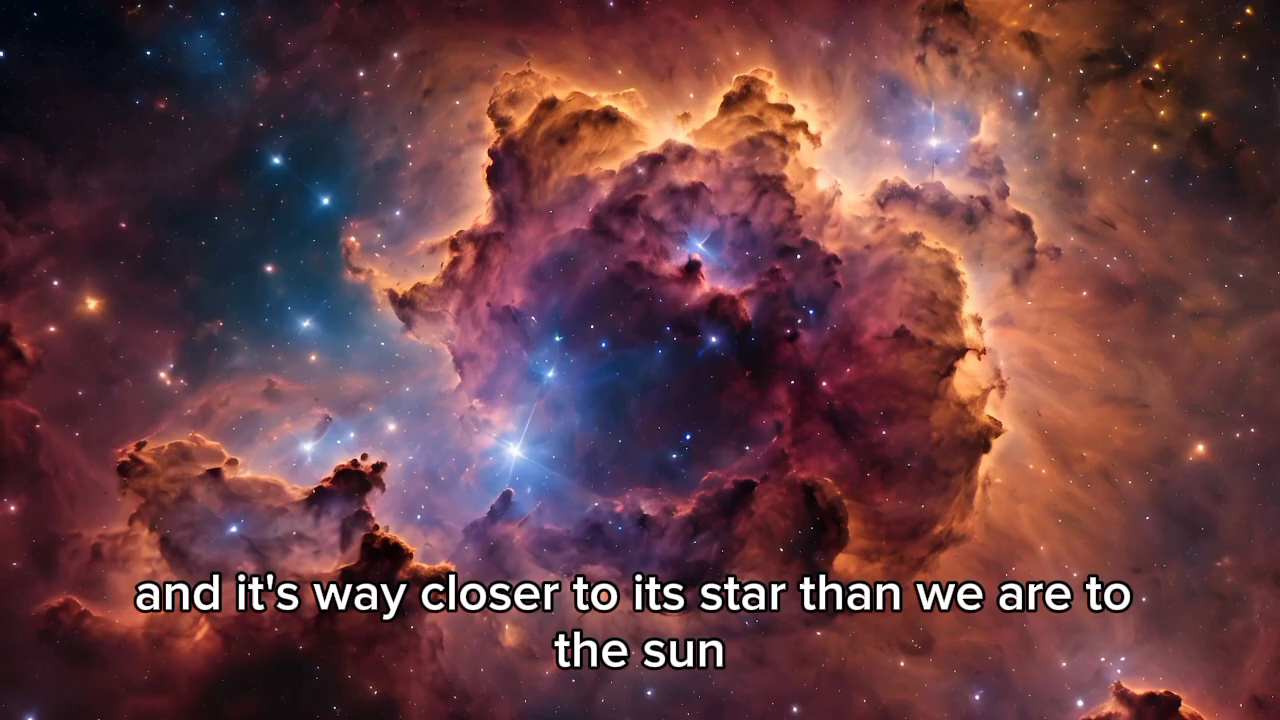 and it's way closer to its star than we are to
the sun